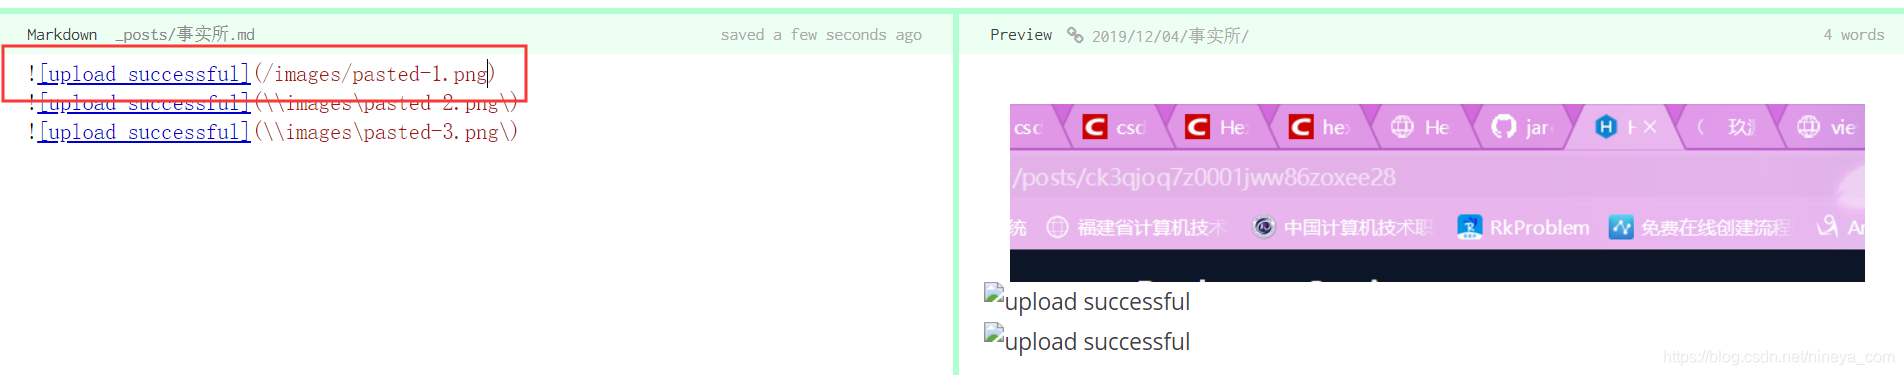 Markdown _posts/事实所.md saved a few seconds ago
![upload successful](/images/pasted-1.png)
![upload successful](\\images\pasted-2.png\)
![upload successful](\\images\pasted-3.png\)
Preview 2019/12/04/事实所/ 4 words
csd csd Hex hex He jar H 玖 vie
/posts/ck3qjoq7z0001jww86zoxee28
统 福建省计算机技术 中国计算机技术职 RkProblem 免费在线创建流程 Ar
upload successful
upload successful
https://blog.csdn.net/nineya_com